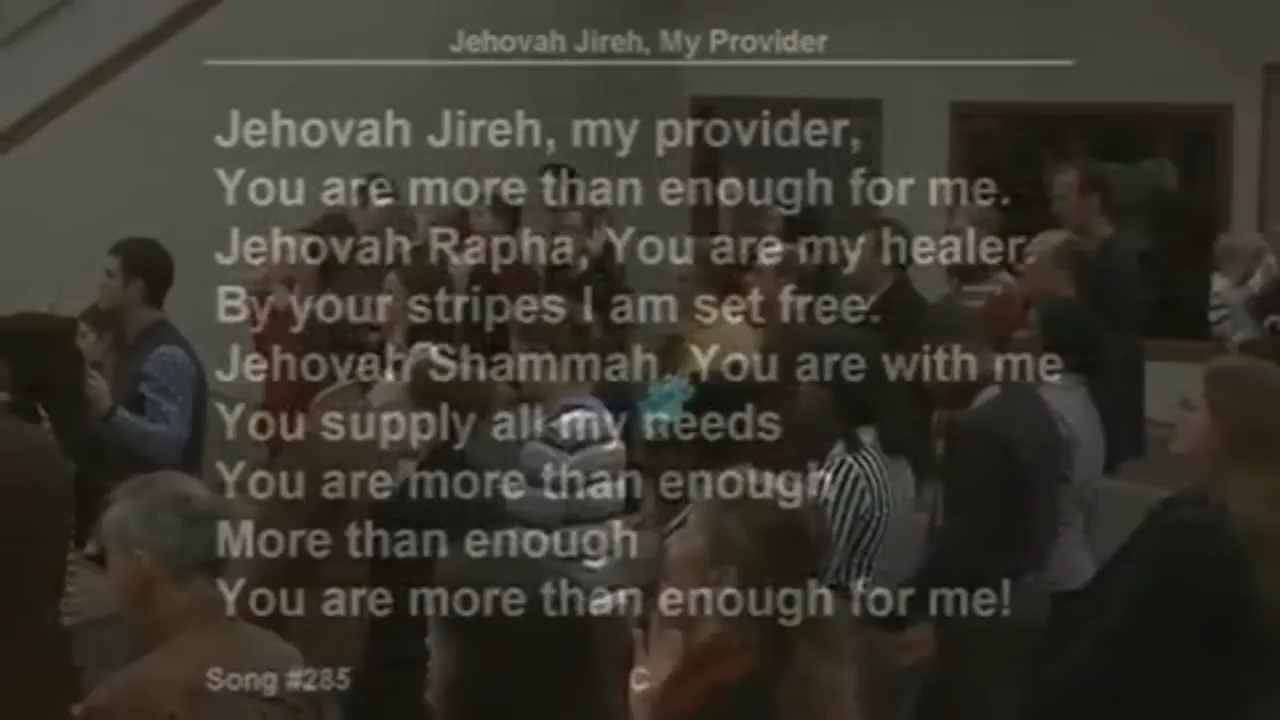 Jehovah Jireh, My Provider
Jehovah Jireh, my provider,
You are more than enough for me.
Jehovah Rapha, You are my healer.
By your stripes I am set free.
Jehovah Shammah, You are with me
You supply all my needs
You are more than enough
More than enough
You are more than enough for me!
Song #285 C